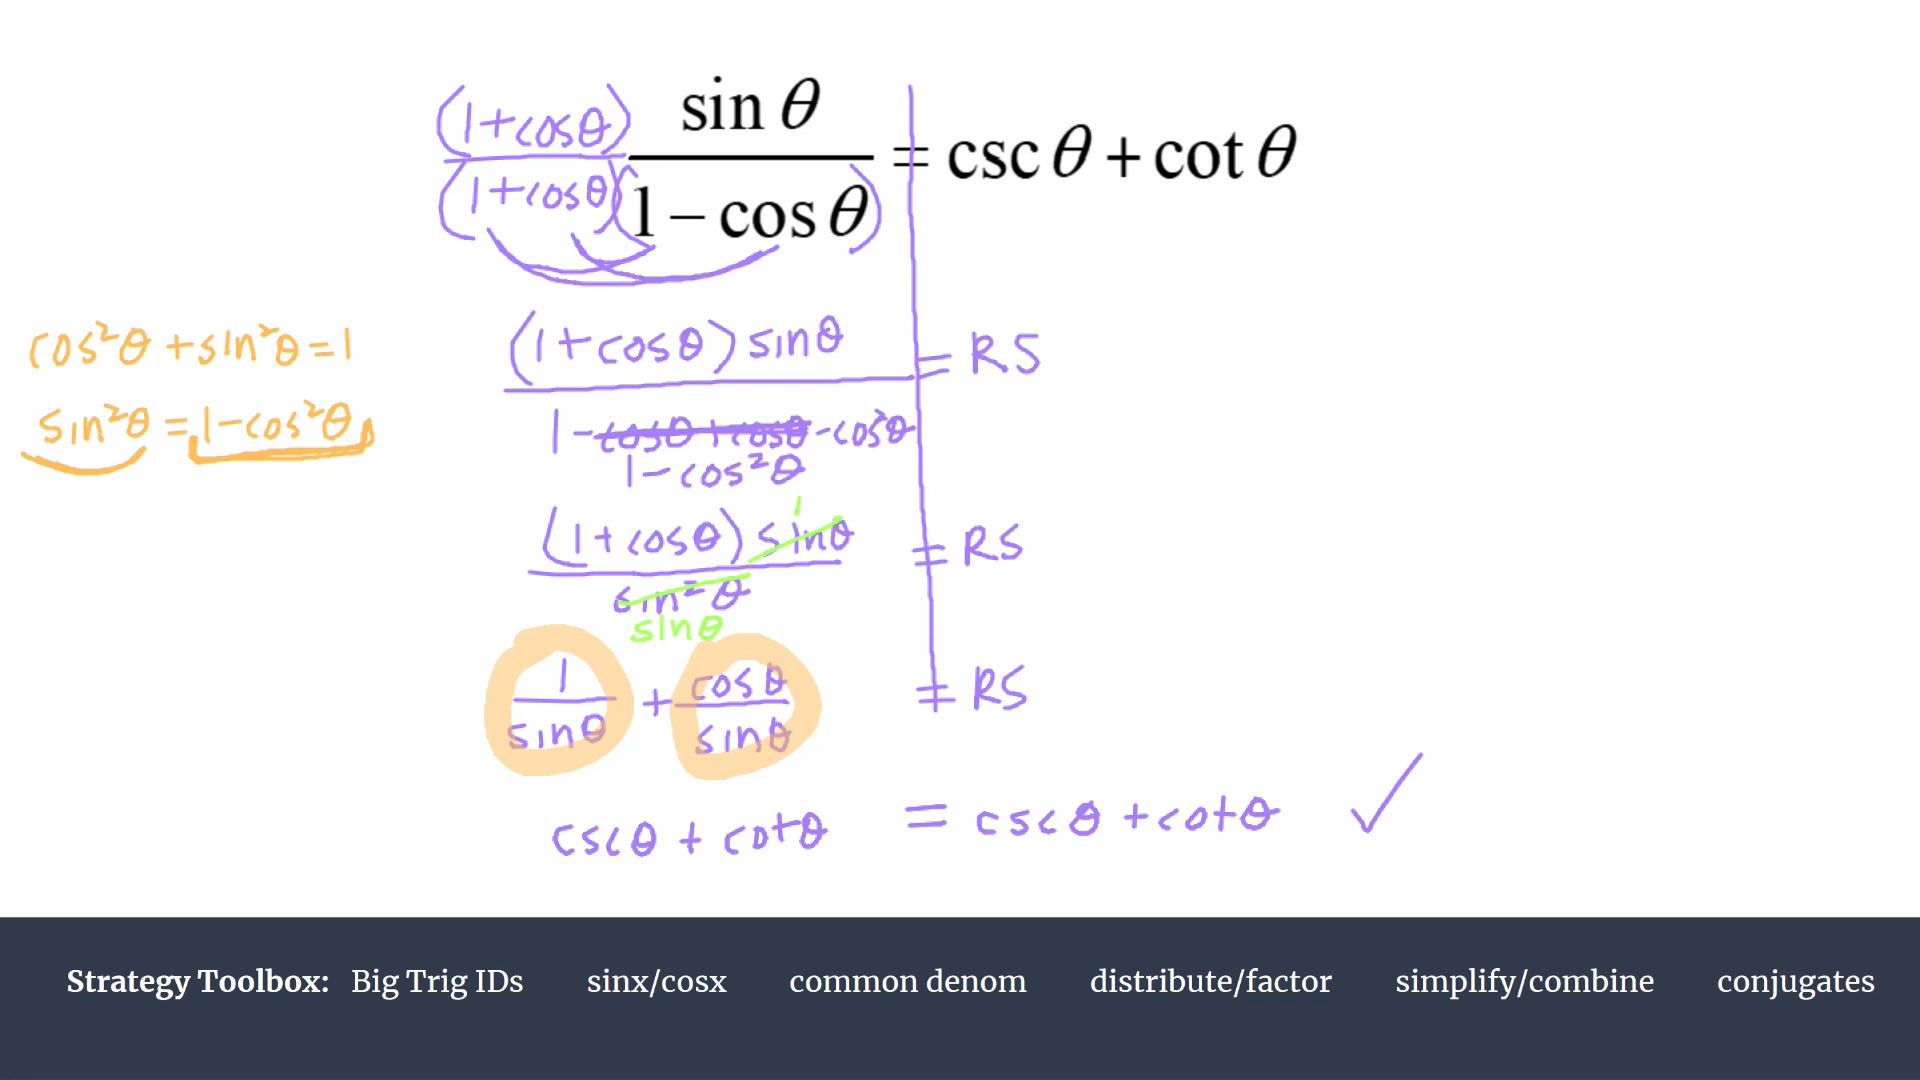 (1+cosθ) sin θ
(1+cosθ)(1 − cos θ) = csc θ + cot θ
cos²θ + sin²θ = 1
sin²θ = 1-cos²θ
(1+cosθ) sinθ = RS
1 - cosθ + cosθ - cos²θ
1 - cos²θ
1
(1+cosθ) sinθ = RS
sin²θ
sinθ
1 + cosθ = RS
sinθ sinθ
cscθ + cotθ = cscθ + cotθ ✓
Strategy Toolbox: Big Trig IDs sinx/cosx common denom distribute/factor simplify/combine conjugates